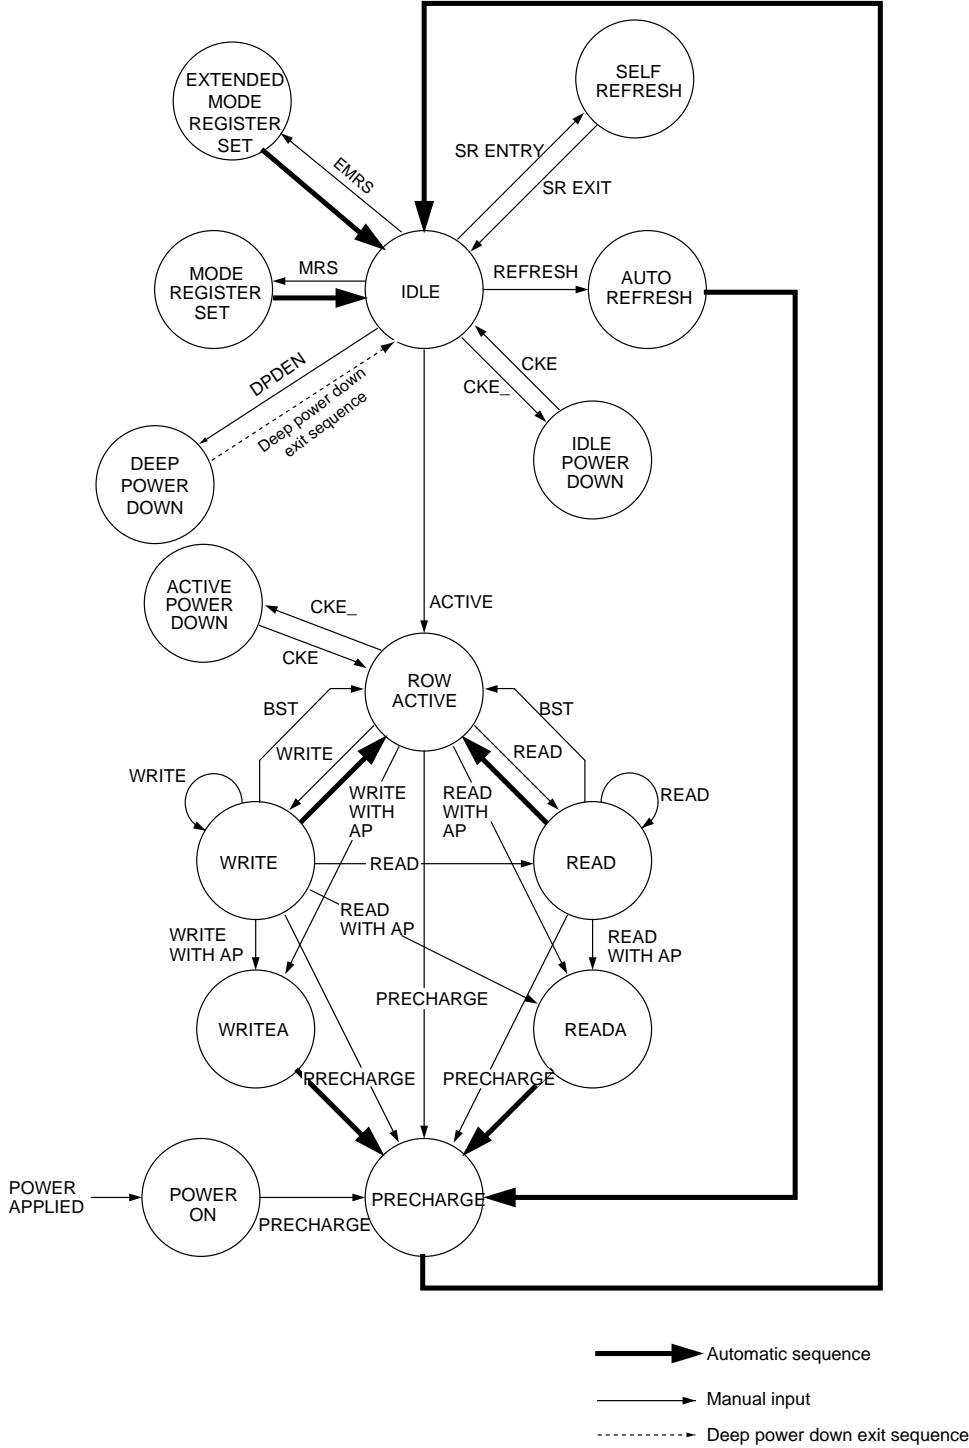 EXTENDED
MODE
REGISTER
SET
SELF
REFRESH
EMRS
SR ENTRY
SR EXIT
MODE
REGISTER
SET
MRS
IDLE
REFRESH
AUTO
REFRESH
DPDEN
Deep power down
exit sequence
CKE
CKE_
DEEP
POWER
DOWN
IDLE
POWER
DOWN
ACTIVE
POWER
DOWN
CKE_
CKE
ACTIVE
ROW
ACTIVE
BST
BST
WRITE
READ
WRITE
WRITE
WITH
AP
READ
WITH
AP
READ
WRITE
READ
READ
READ
WITH AP
WRITE
WITH AP
READ
WITH AP
WRITEA
PRECHARGE
READA
PRECHARGE
PRECHARGE
POWER
APPLIED
POWER
ON
PRECHARGE
PRECHARGE
Automatic sequence
Manual input
Deep power down exit sequence